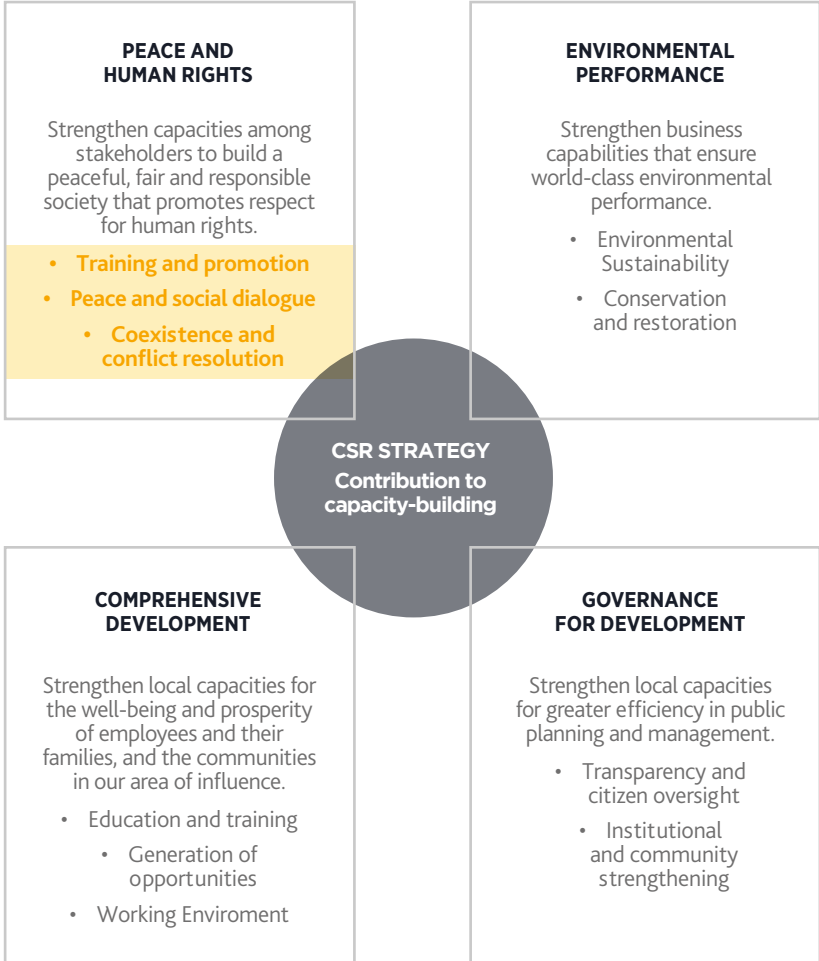 PEACE AND
HUMAN RIGHTS
Strengthen capacities among
stakeholders to build a
peaceful, fair and responsible
society that promotes respect
for human rights.
• Training and promotion
• Peace and social dialogue
• Coexistence and
conflict resolution
ENVIRONMENTAL
PERFORMANCE
Strengthen business
capabilities that ensure
world-class environmental
performance.
• Environmental
Sustainability
• Conservation
and restoration
CSR STRATEGY
Contribution to
capacity-building
COMPREHENSIVE
DEVELOPMENT
Strengthen local capacities for
the well-being and prosperity
of employees and their
families, and the communities
in our area of influence.
• Education and training
• Generation of
opportunities
• Working Enviroment
GOVERNANCE
FOR DEVELOPMENT
Strengthen local capacities
for greater efficiency in public
planning and management.
• Transparency and
citizen oversight
• Institutional
and community
strengthening